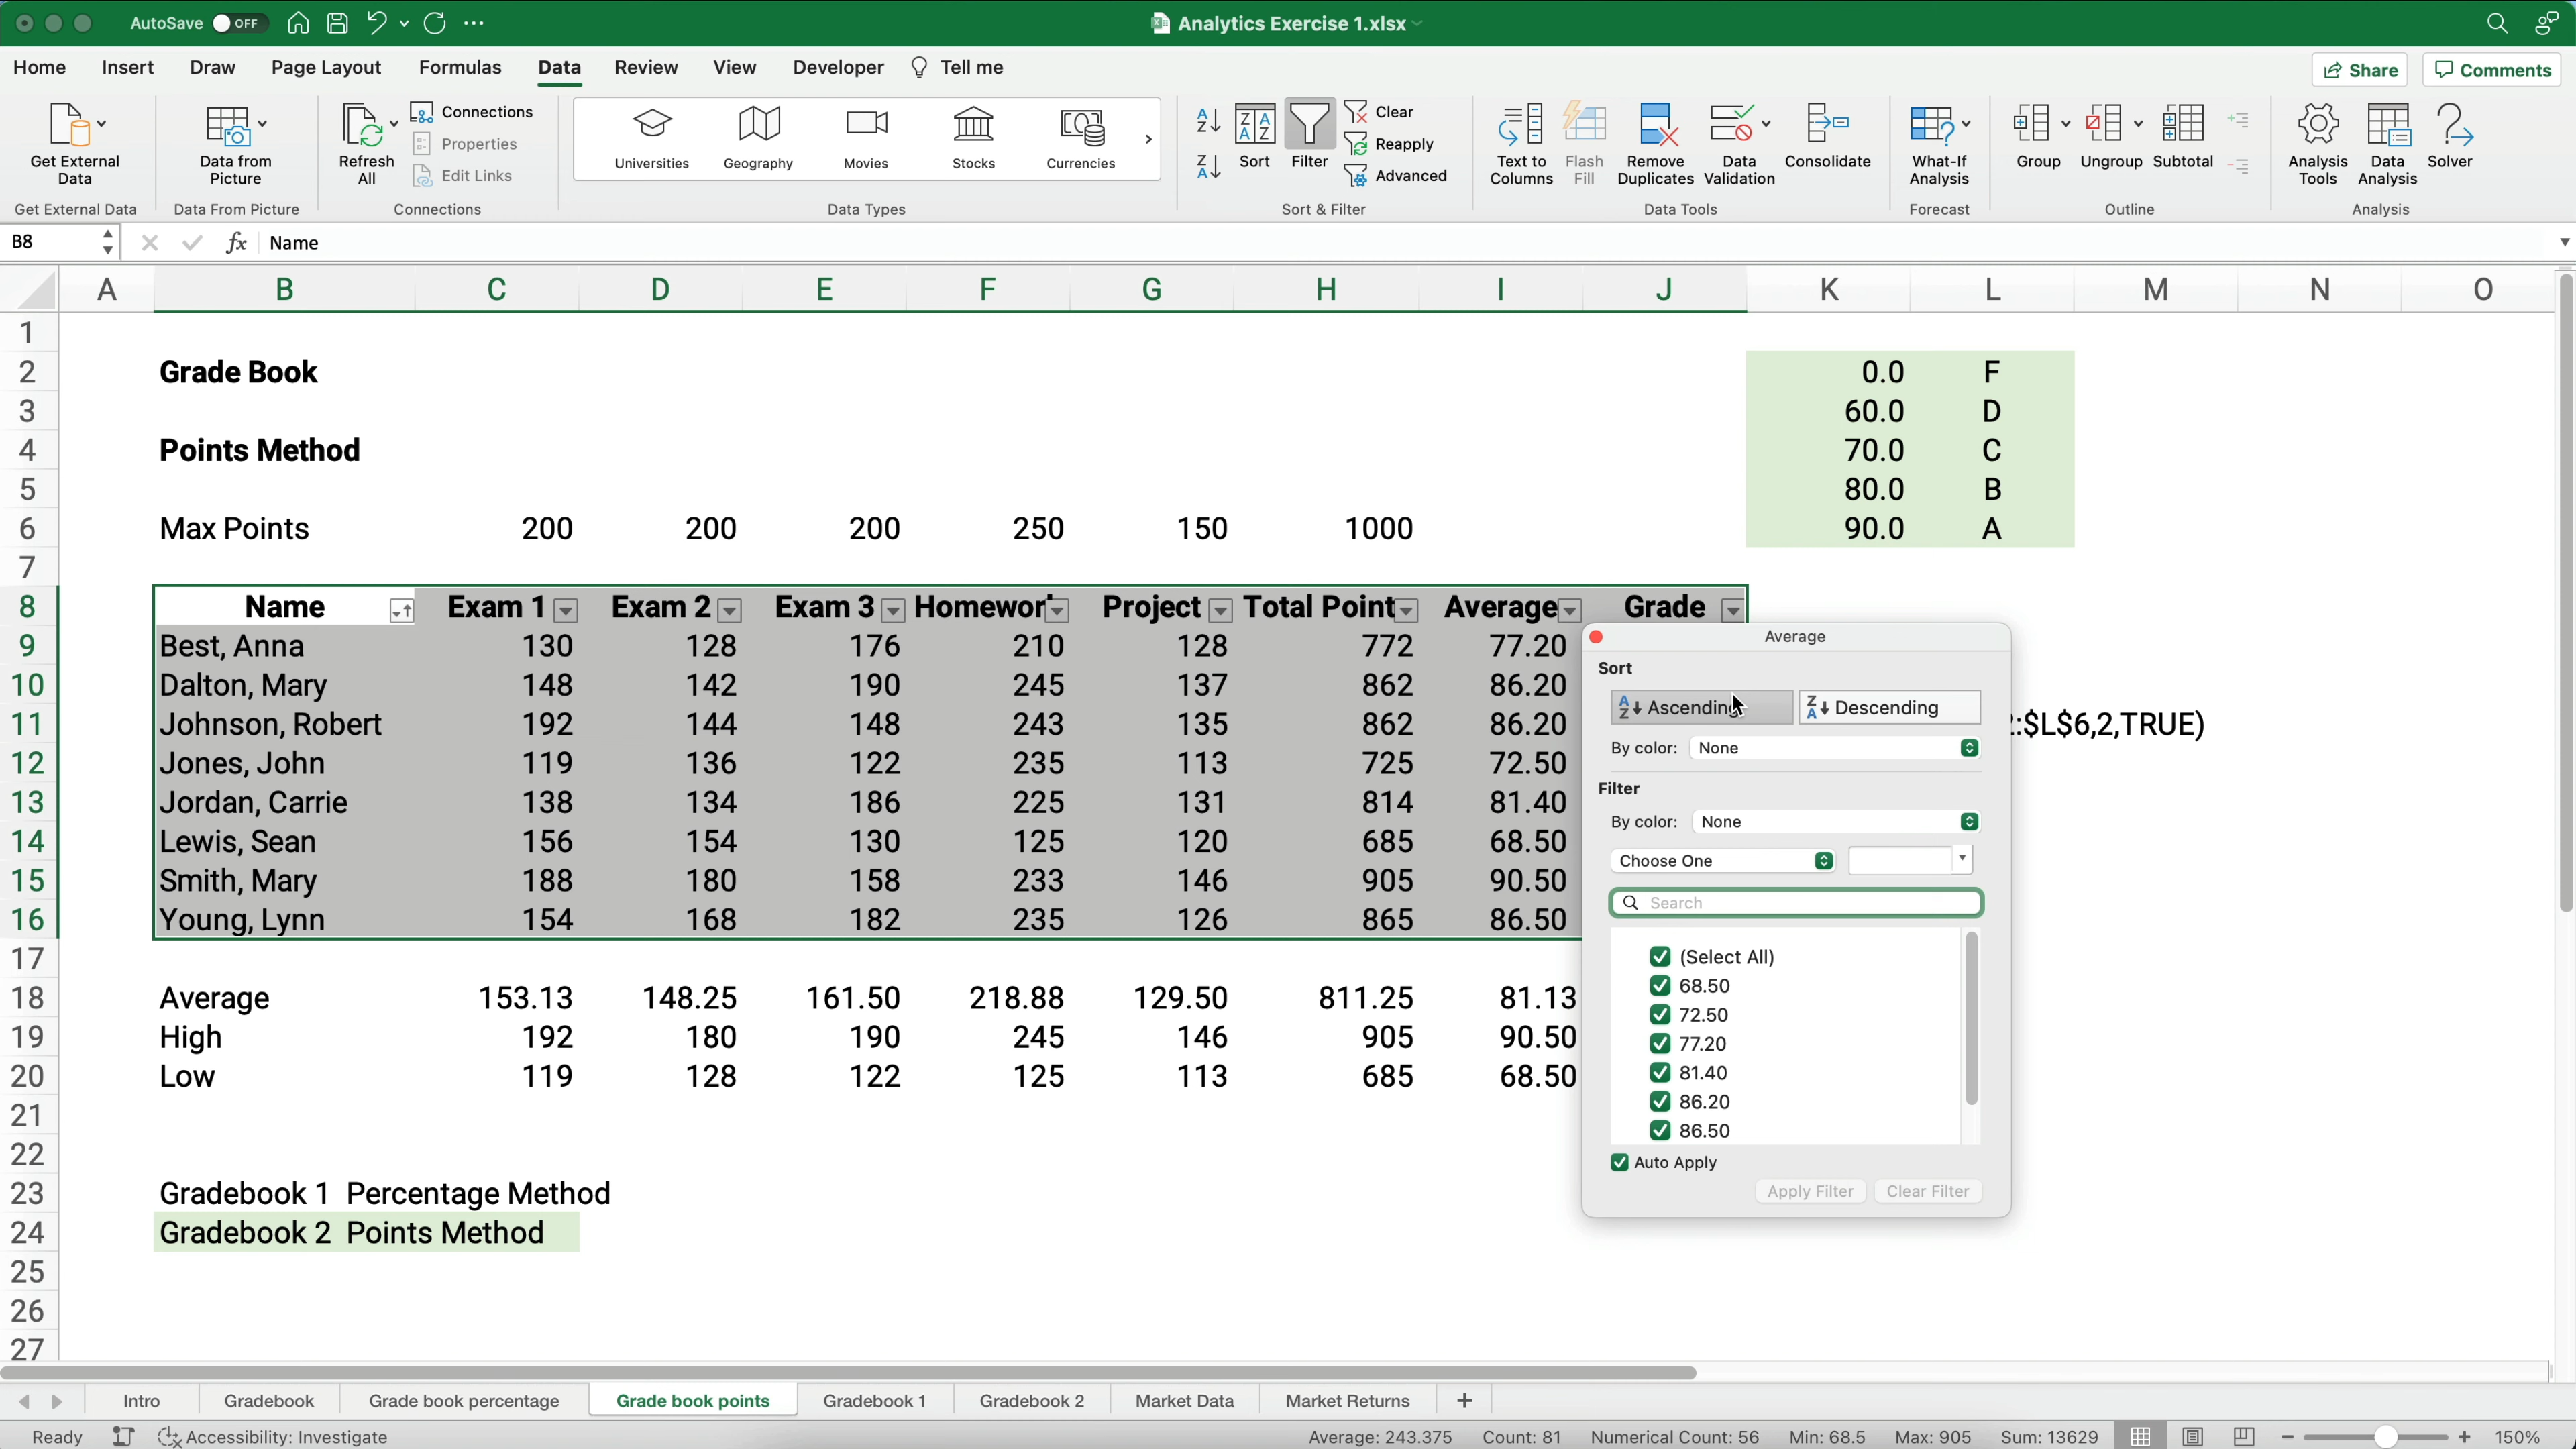 AutoSave OFF Analytics Exercise 1.xlsx
Home Insert Draw Page Layout Formulas Data Review View Developer Tell me Share Comments
Get External Data Data from Picture Refresh All Connections Properties Edit Links Universities Geography Movies Stocks Currencies Sort Filter Clear Reapply Advanced Text to Columns Flash Fill Remove Duplicates Data Validation Consolidate What-If Analysis Group Ungroup Subtotal Analysis Tools Data Analysis Solver
Get External Data Data From Picture Connections Data Types Sort & Filter Data Tools Forecast Outline Analysis
B8 fx Name
A B C D E F G H I J K L M N O
1
2 Grade Book 0.0 F
3 60.0 D
4 Points Method 70.0 C
5 80.0 B
6 Max Points 200 200 200 250 150 1000 90.0 A
7
8 Name Exam 1 Exam 2 Exam 3 Project Average Grade
9 Best, Anna 130 128 176 210 128 772 77.20
10 Dalton, Mary 148 142 190 245 137 862 86.20
11 Johnson, Robert 192 144 148 243 135 862 86.20 :$L$6,2,TRUE)
12 Jones, John 119 136 122 235 113 725 72.50
13 Jordan, Carrie 138 134 186 225 131 814 81.40
14 Lewis, Sean 156 154 130 125 120 685 68.50
15 Smith, Mary 188 180 158 233 146 905 90.50
16 Young, Lynn 154 168 182 235 126 865 86.50
17
18 Average 153.13 148.25 161.50 218.88 129.50 811.25 81.13
19 High 192 180 190 245 146 905 90.50
20 Low 119 128 122 125 113 685 68.50
21
22
23 Gradebook 1 Percentage Method
24 Gradebook 2 Points Method
25
26
27
Average
Sort
Ascending Descending
By color: None
Filter
By color: None
Choose One
Search
(Select All)
68.50
72.50
77.20
81.40
86.20
86.50
Auto Apply
Apply Filter Clear Filter
Intro Gradebook Grade book percentage Grade book points Gradebook 1 Gradebook 2 Market Data Market Returns +
Ready Accessibility: Investigate Average: 243.375 Count: 81 Numerical Count: 56 Min: 68.5 Max: 905 Sum: 13629 150%